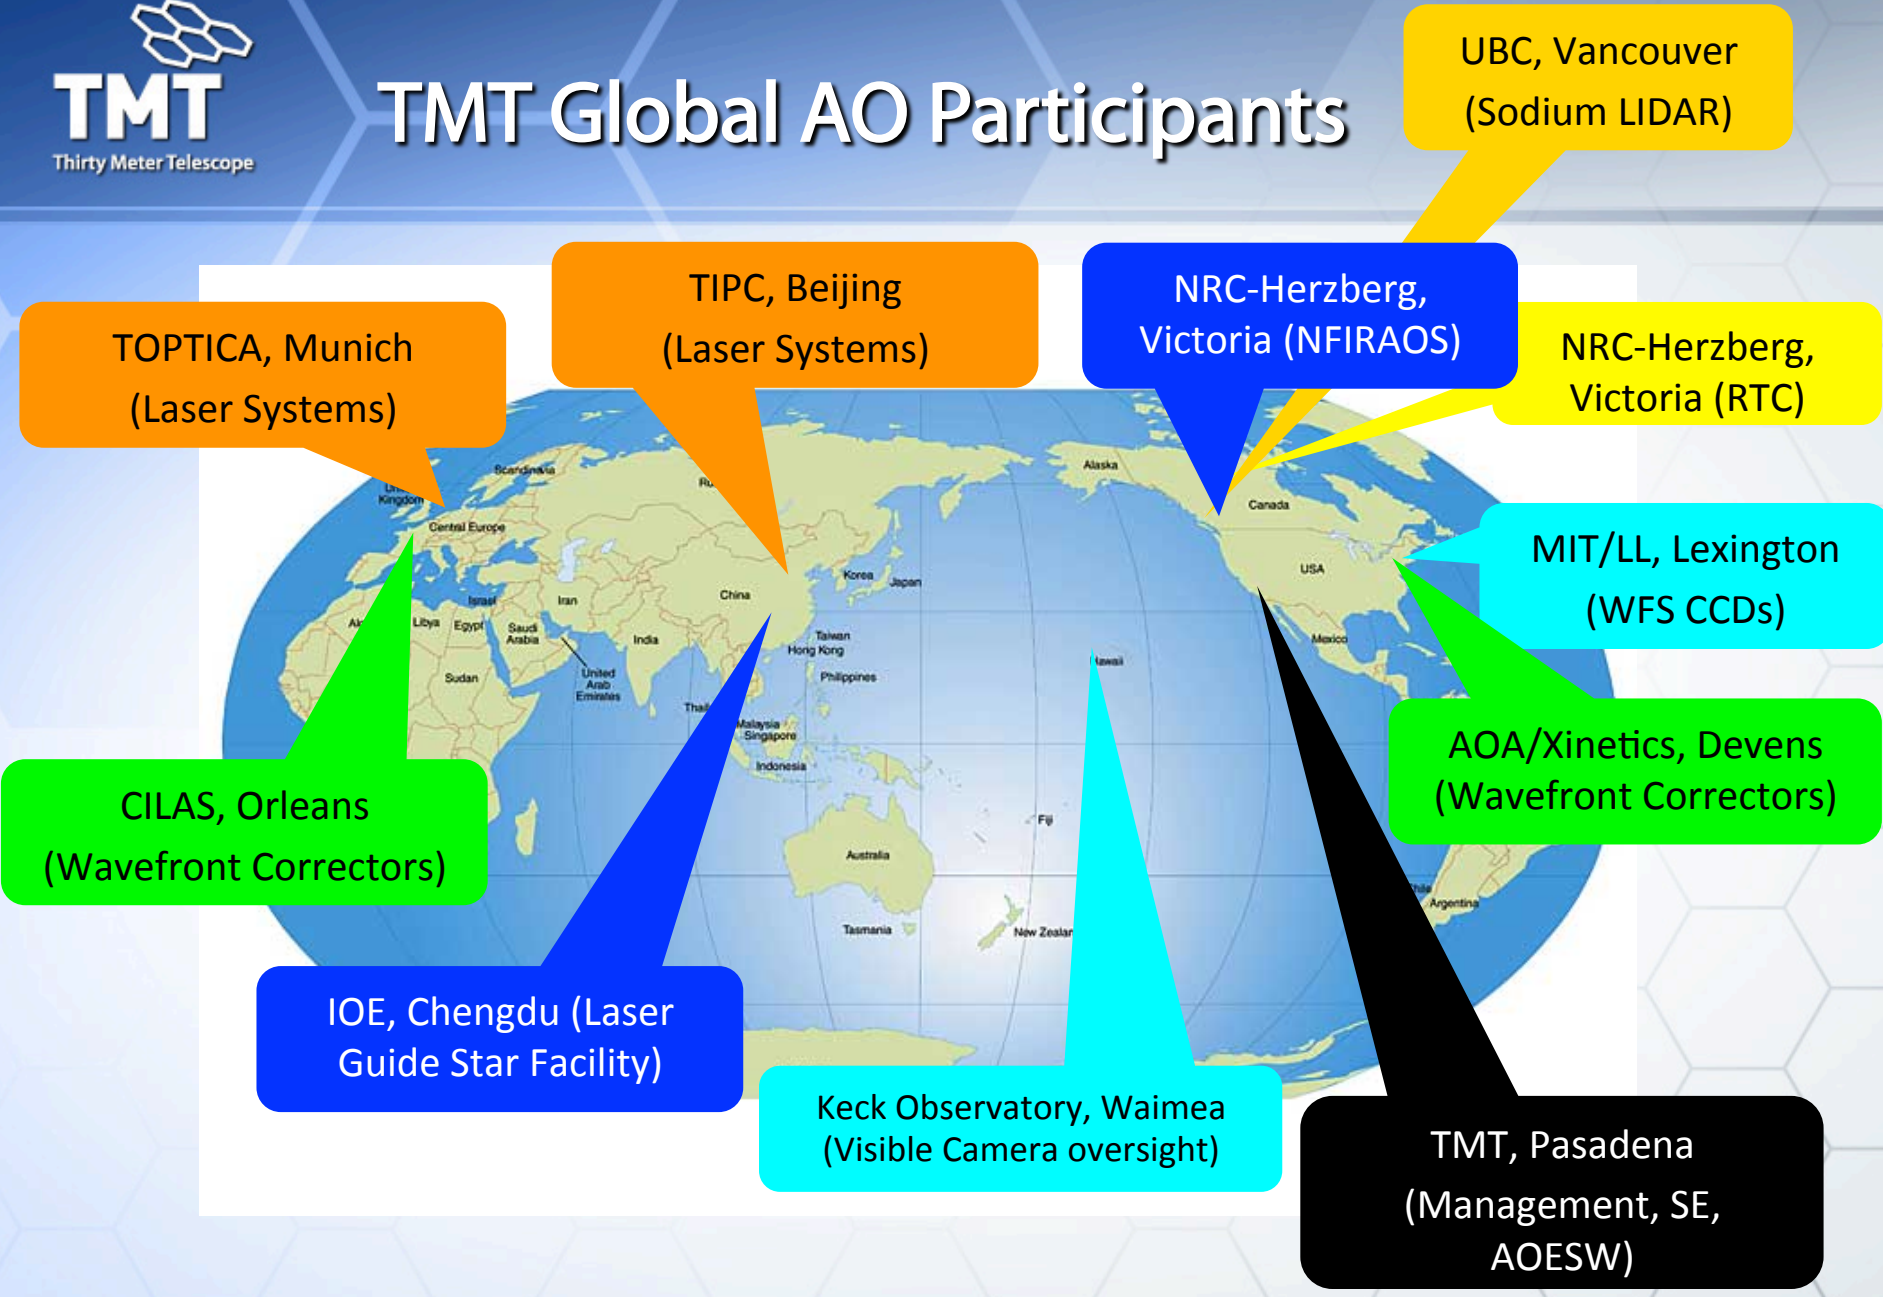 TMT
Thirty Meter Telescope
TMT Global AO Participants
UBC, Vancouver
(Sodium LIDAR)
TOPTICA, Munich
(Laser Systems)
TIPC, Beijing
(Laser Systems)
NRC-Herzberg,
Victoria (NFIRAOS)
NRC-Herzberg,
Victoria (RTC)
MIT/LL, Lexington
(WFS CCDs)
AOA/Xinetics, Devens
(Wavefront Correctors)
CILAS, Orleans
(Wavefront Correctors)
IOE, Chengdu (Laser
Guide Star Facility)
Keck Observatory, Waimea
(Visible Camera oversight)
TMT, Pasadena
(Management, SE,
AOESW)
Scandinavia
Kingdom
Central Europe
Alaska
Canada
USA
Mexico
Korea
Japan
China
Iran
Israel
Libya
Egypt
Saudi
Arabia
India
Taiwan
Hong Kong
Philippines
Hawaii
Sudan
United
Arab
Emirates
Malaysia
Singapore
Indonesia
Fiji
Australia
Tasmania
Argentina